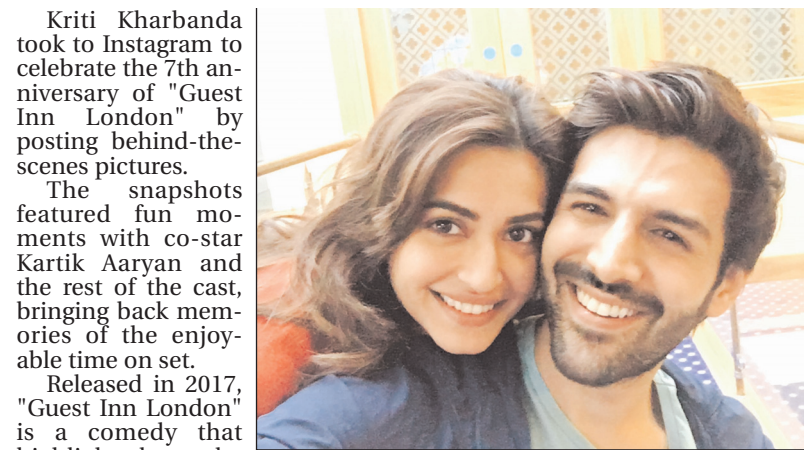 Kriti Kharbanda
took to Instagram to
celebrate the 7th an-
niversary of "Guest
Inn London" by
posting behind-the-
scenes pictures.
The snapshots
featured fun mo-
ments with co-star
Kartik Aaryan and
the rest of the cast,
bringing back mem-
ories of the enjoy-
able time on set.
Released in 2017,
"Guest Inn London"
is a comedy that